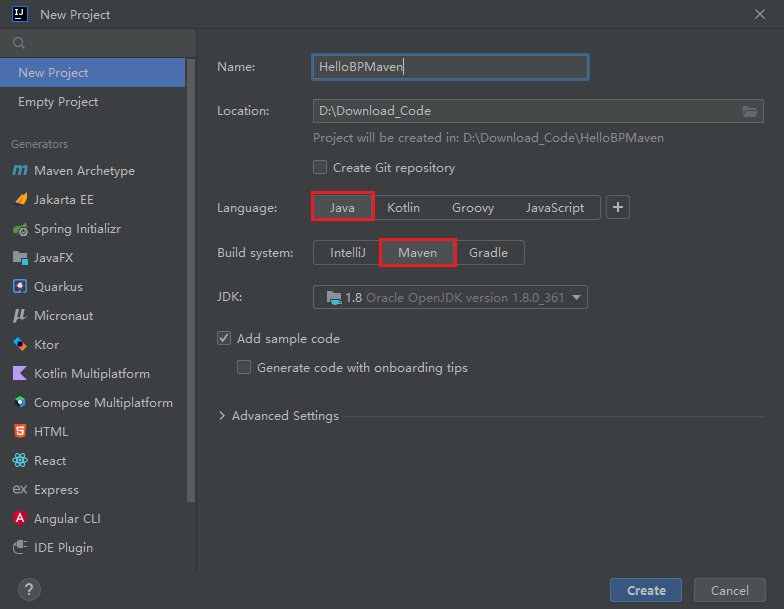 New Project
New Project
Empty Project
Generators
Maven Archetype
Jakarta EE
Spring Initializr
JavaFX
Quarkus
Micronaut
Ktor
Kotlin Multiplatform
Compose Multiplatform
HTML
React
Express
Angular CLI
IDE Plugin
Name: HelloBPMaven
Location: D:\Download_Code
Project will be created in: D:\Download_Code\HelloBPMaven
Create Git repository
Language: Java Kotlin Groovy JavaScript +
Build system: IntelliJ Maven Gradle
JDK: 1.8 Oracle OpenJDK version 1.8.0_361
Add sample code
Generate code with onboarding tips
Advanced Settings
? Create Cancel